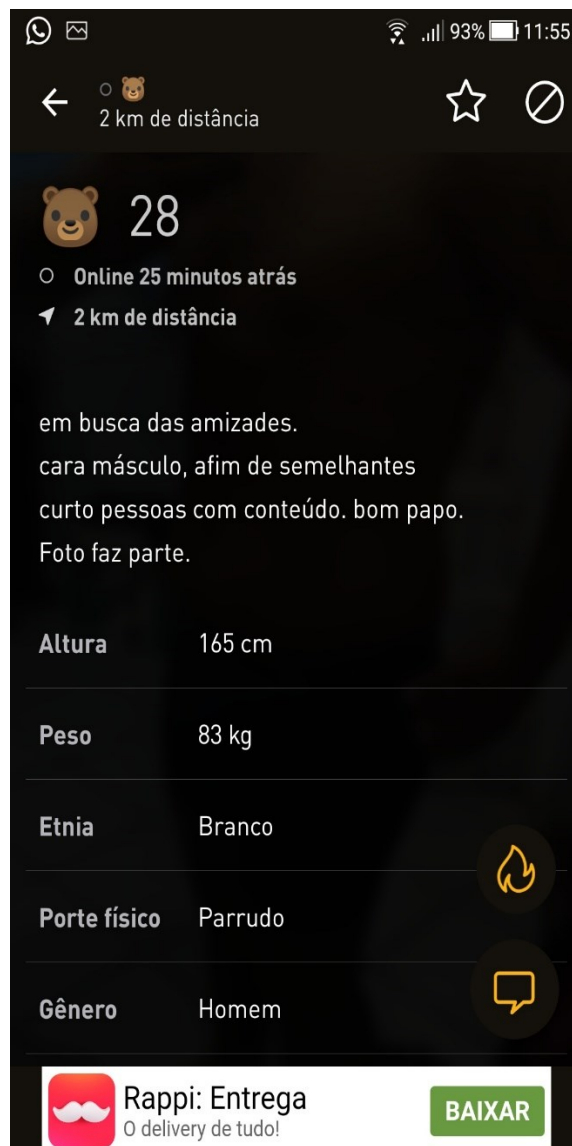 93% 11:55
🐻
2 km de distância
🐻 28
Online 25 minutos atrás
2 km de distância
em busca das amizades.
cara másculo, afim de semelhantes
curto pessoas com conteúdo. bom papo.
Foto faz parte.
Altura 165 cm
Peso 83 kg
Etnia Branco
Porte físico Parrudo
Gênero Homem
Rappi: Entrega
O delivery de tudo!
BAIXAR